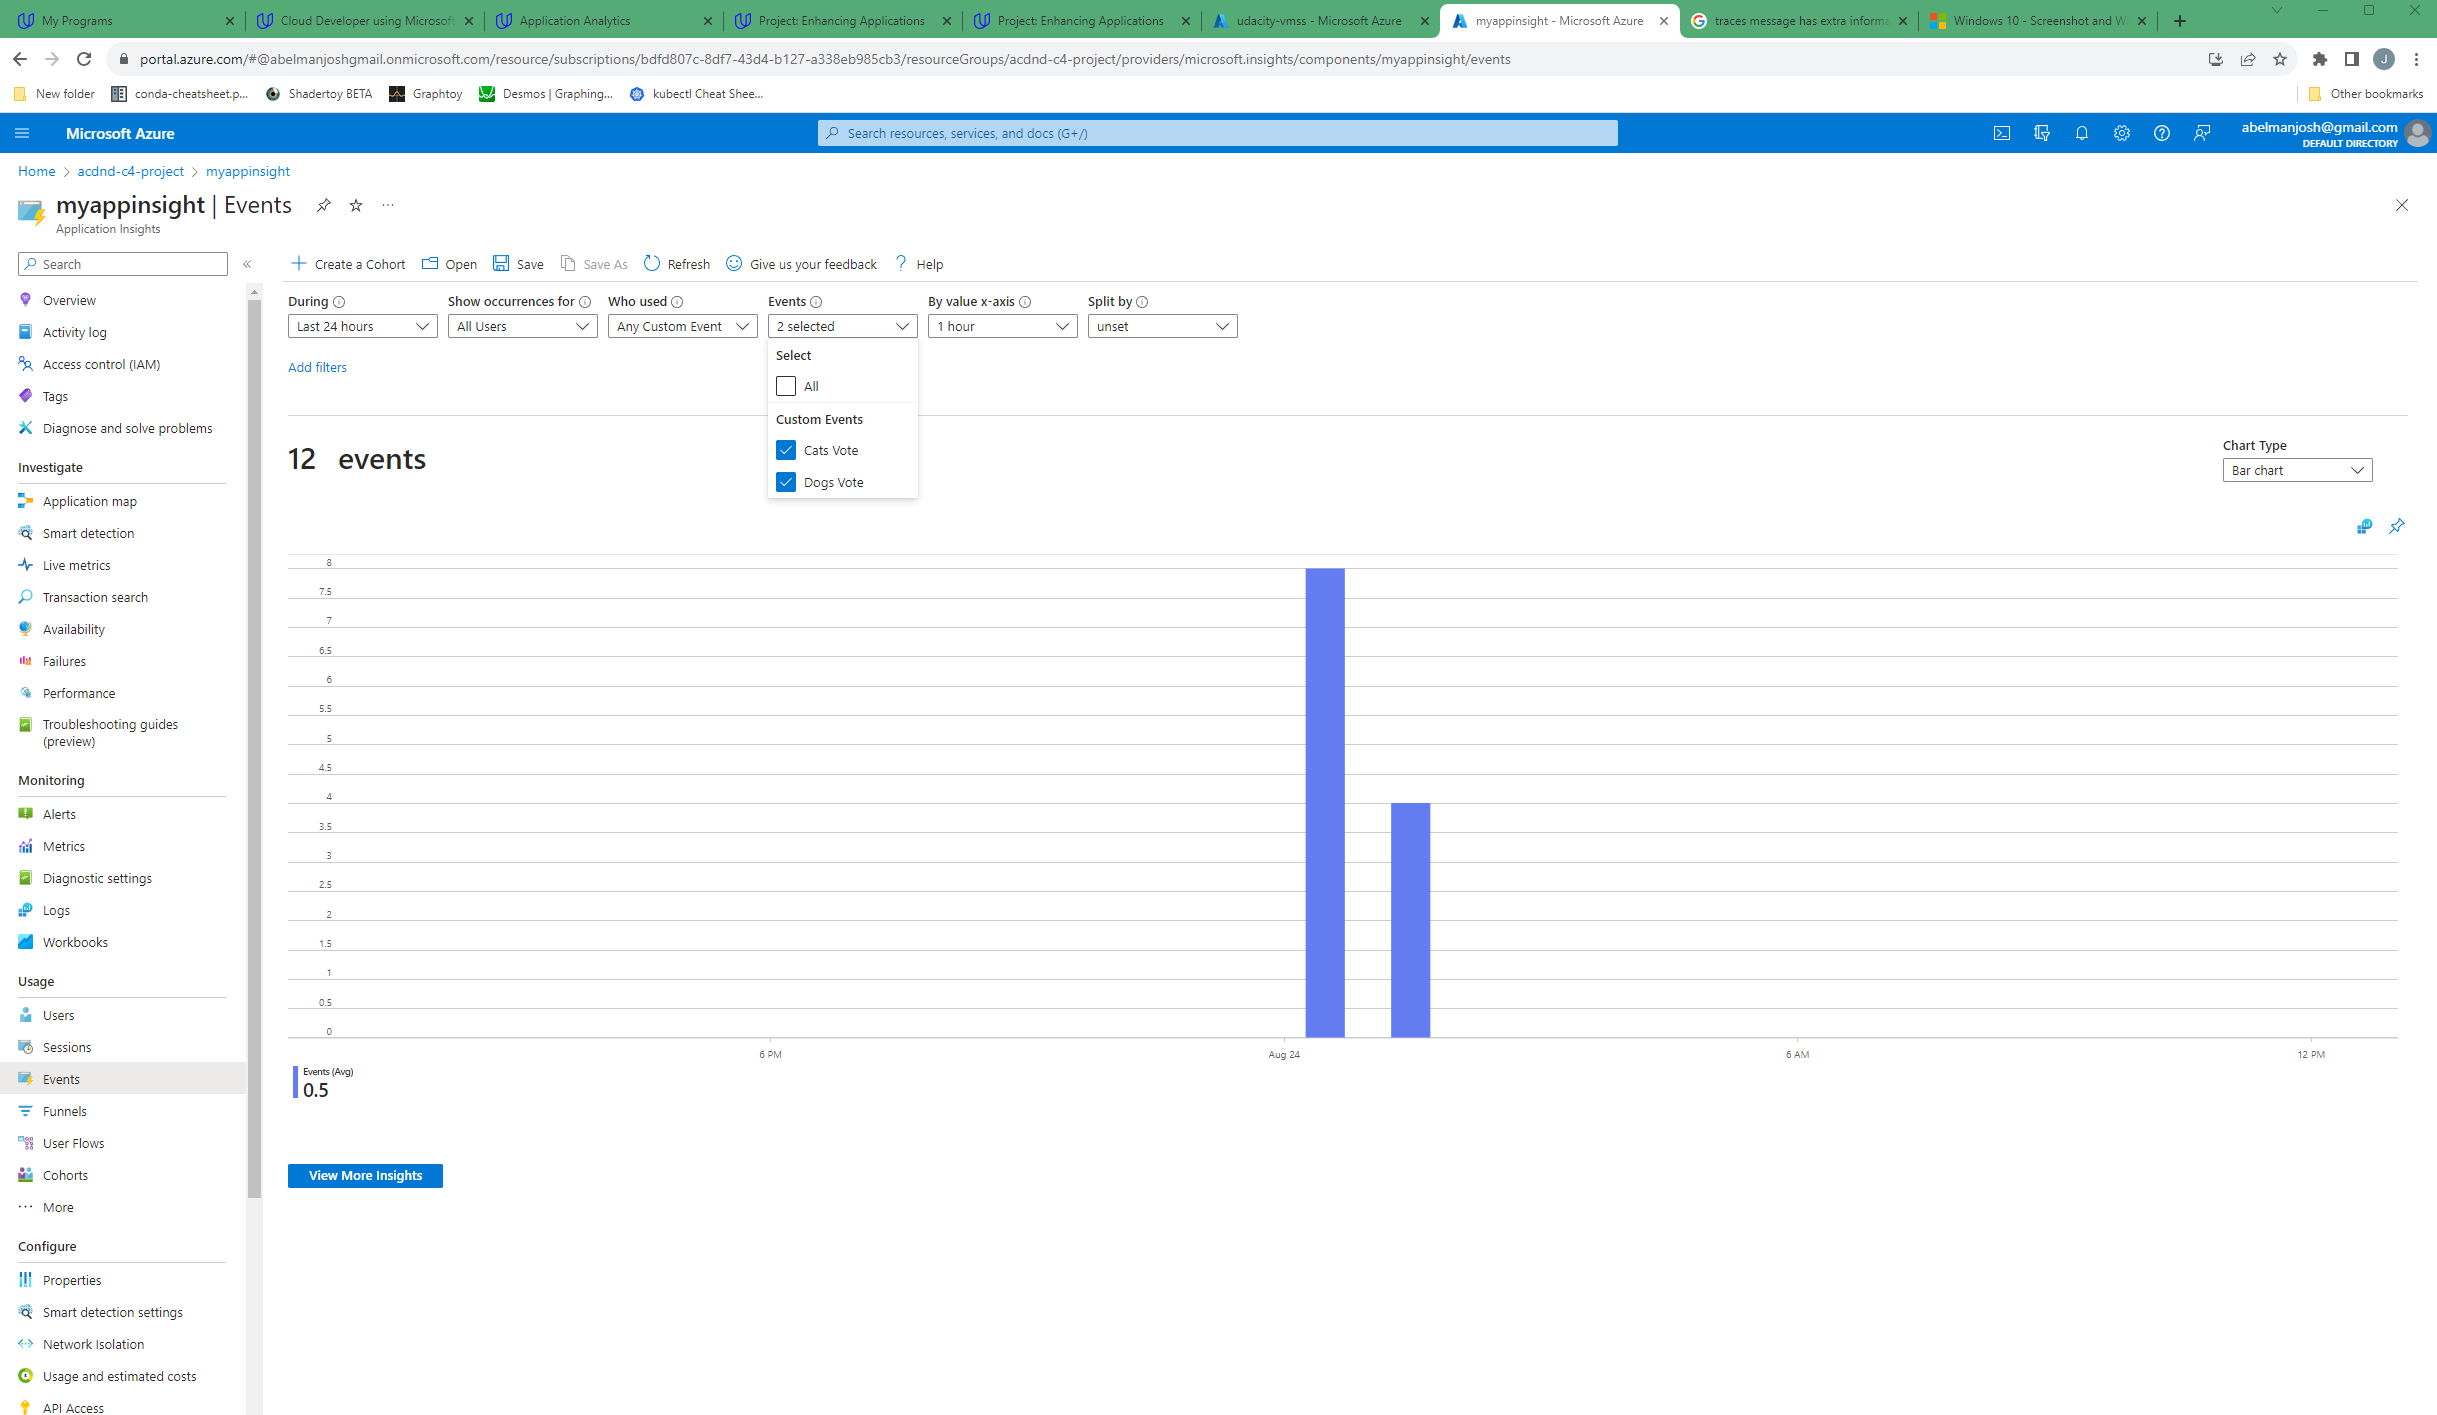 My Programs
Cloud Developer using Microsoft
Application Analytics
Project: Enhancing Applications
Project: Enhancing Applications
udacity-vmss - Microsoft Azure
myappinsight - Microsoft Azure
traces message has extra informa
Windows 10 - Screenshot and W
portal.azure.com/#@abelmanjoshgmail.onmicrosoft.com/resource/subscriptions/bdfd807c-8df7-43d4-b127-a338eb985cb3/resourceGroups/acdnd-c4-project/providers/microsoft.insights/components/myappinsight/events
J
New folder
conda-cheatsheet.p...
Shadertoy BETA
Graphtoy
Desmos | Graphing...
kubectl Cheat Shee...
Other bookmarks
Microsoft Azure
Search resources, services, and docs (G+/)
abelmanjosh@gmail.com
DEFAULT DIRECTORY
Home > acdnd-c4-project > myappinsight
myappinsight | Events
Application Insights
Search
Overview
Activity log
Access control (IAM)
Tags
Diagnose and solve problems
Investigate
Application map
Smart detection
Live metrics
Transaction search
Availability
Failures
Performance
Troubleshooting guides
(preview)
Monitoring
Alerts
Metrics
Diagnostic settings
Logs
Workbooks
Usage
Users
Sessions
Events
Funnels
User Flows
Cohorts
More
Configure
Properties
Smart detection settings
Network Isolation
Usage and estimated costs
API Access
Create a Cohort
Open
Save
Save As
Refresh
Give us your feedback
Help
During
Last 24 hours
Show occurrences for
All Users
Who used
Any Custom Event
Events
2 selected
By value x-axis
1 hour
Split by
unset
Add filters
Select
All
Custom Events
Cats Vote
Dogs Vote
12 events
Chart Type
Bar chart
8
7.5
7
6.5
6
5.5
5
4.5
4
3.5
3
2.5
2
1.5
1
0.5
0
6 PM
Aug 24
6 AM
12 PM
Events (Avg)
0.5
View More Insights